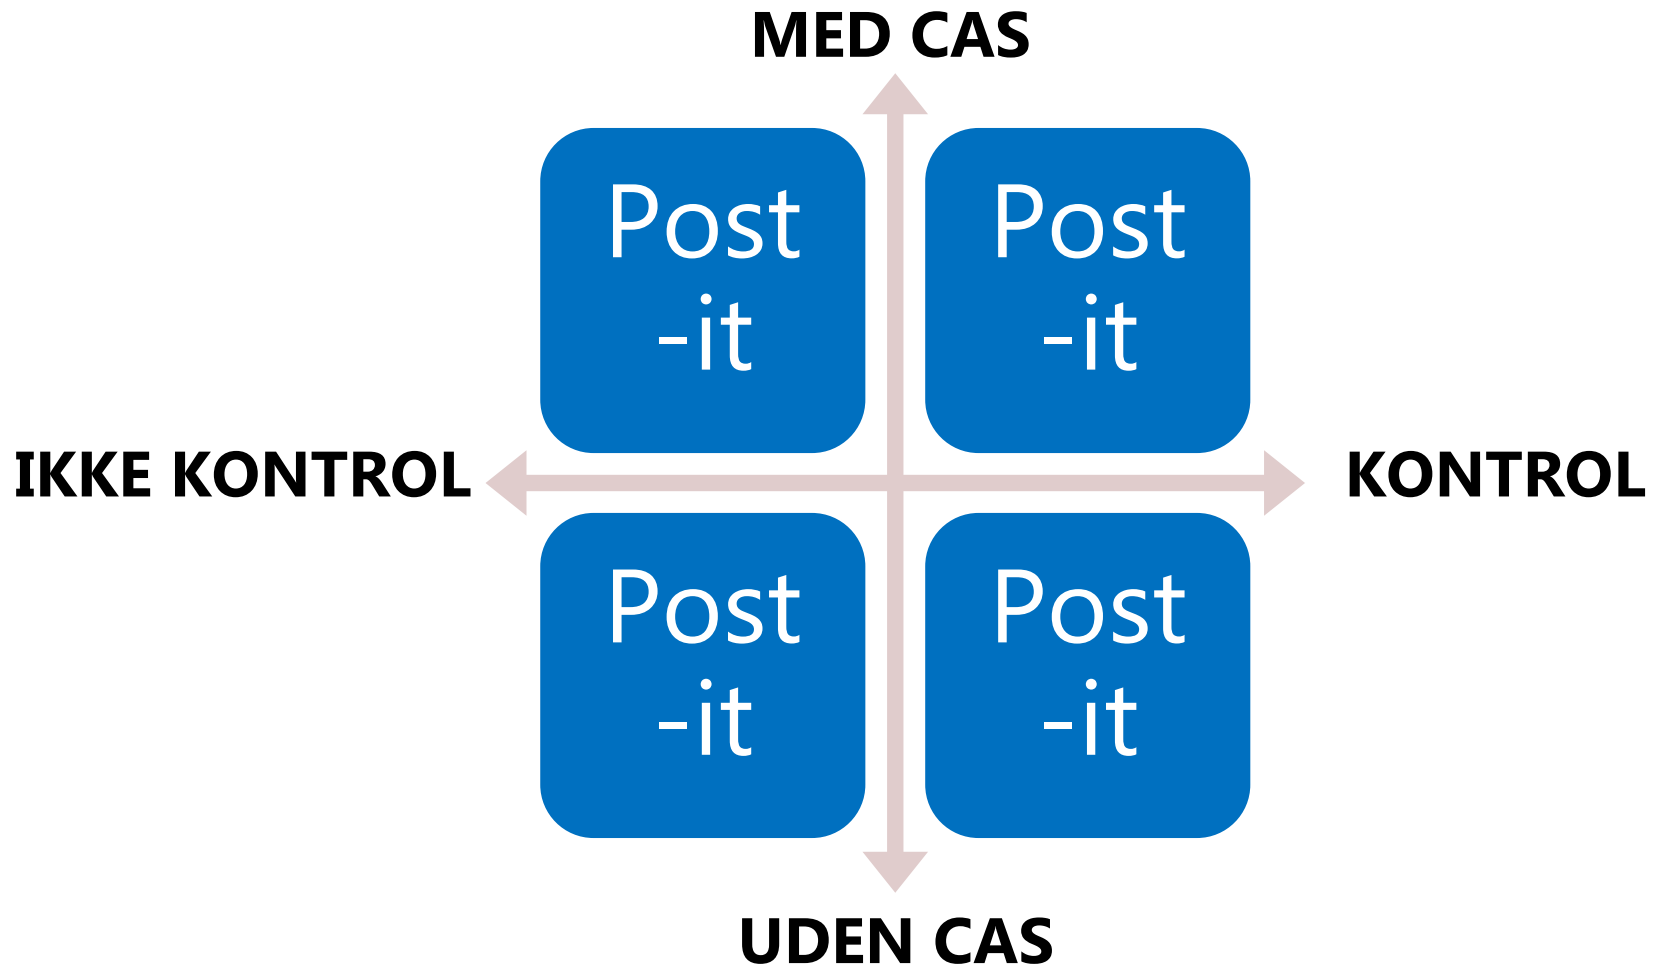 MED CAS
Post
-it
Post
-it
IKKE KONTROL
KONTROL
Post
-it
Post
-it
UDEN CAS